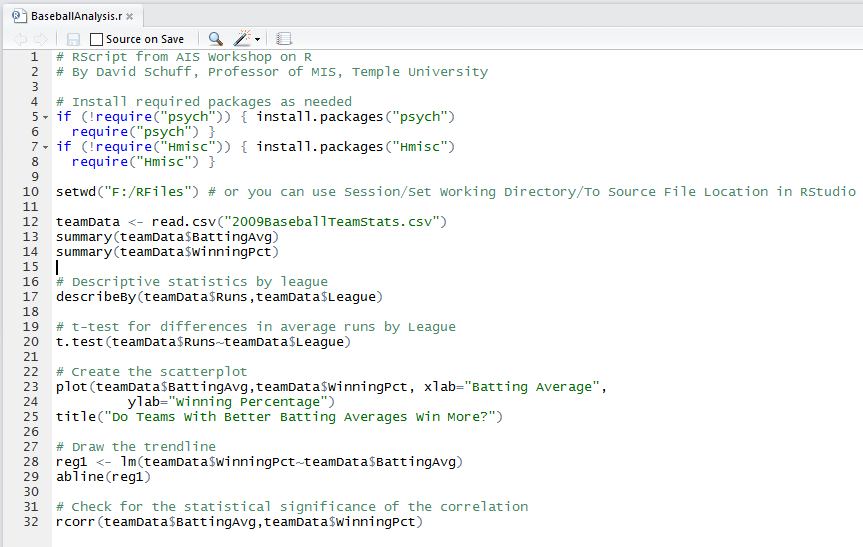 BaseballAnalysis.r
Source on Save
1 # RScript from AIS Workshop on R
2 # By David Schuff, Professor of MIS, Temple University
3
4 # Install required packages as needed
5 if (!require("psych")) { install.packages("psych")
6   require("psych") }
7 if (!require("Hmisc")) { install.packages("Hmisc")
8   require("Hmisc") }
9
10 setwd("F:/RFiles") # or you can use Session/Set Working Directory/To Source File Location in RStudio
11
12 teamData <- read.csv("2009BaseballTeamStats.csv")
13 summary(teamData$BattingAvg)
14 summary(teamData$WinningPct)
15
16 # Descriptive statistics by league
17 describeBy(teamData$Runs,teamData$League)
18
19 # t-test for differences in average runs by League
20 t.test(teamData$Runs~teamData$League)
21
22 # Create the scatterplot
23 plot(teamData$BattingAvg,teamData$WinningPct, xlab="Batting Average",
24         ylab="Winning Percentage")
25 title("Do Teams With Better Batting Averages Win More?")
26
27 # Draw the trendline
28 reg1 <- lm(teamData$WinningPct~teamData$BattingAvg)
29 abline(reg1)
30
31 # Check for the statistical significance of the correlation
32 rcorr(teamData$BattingAvg,teamData$WinningPct)